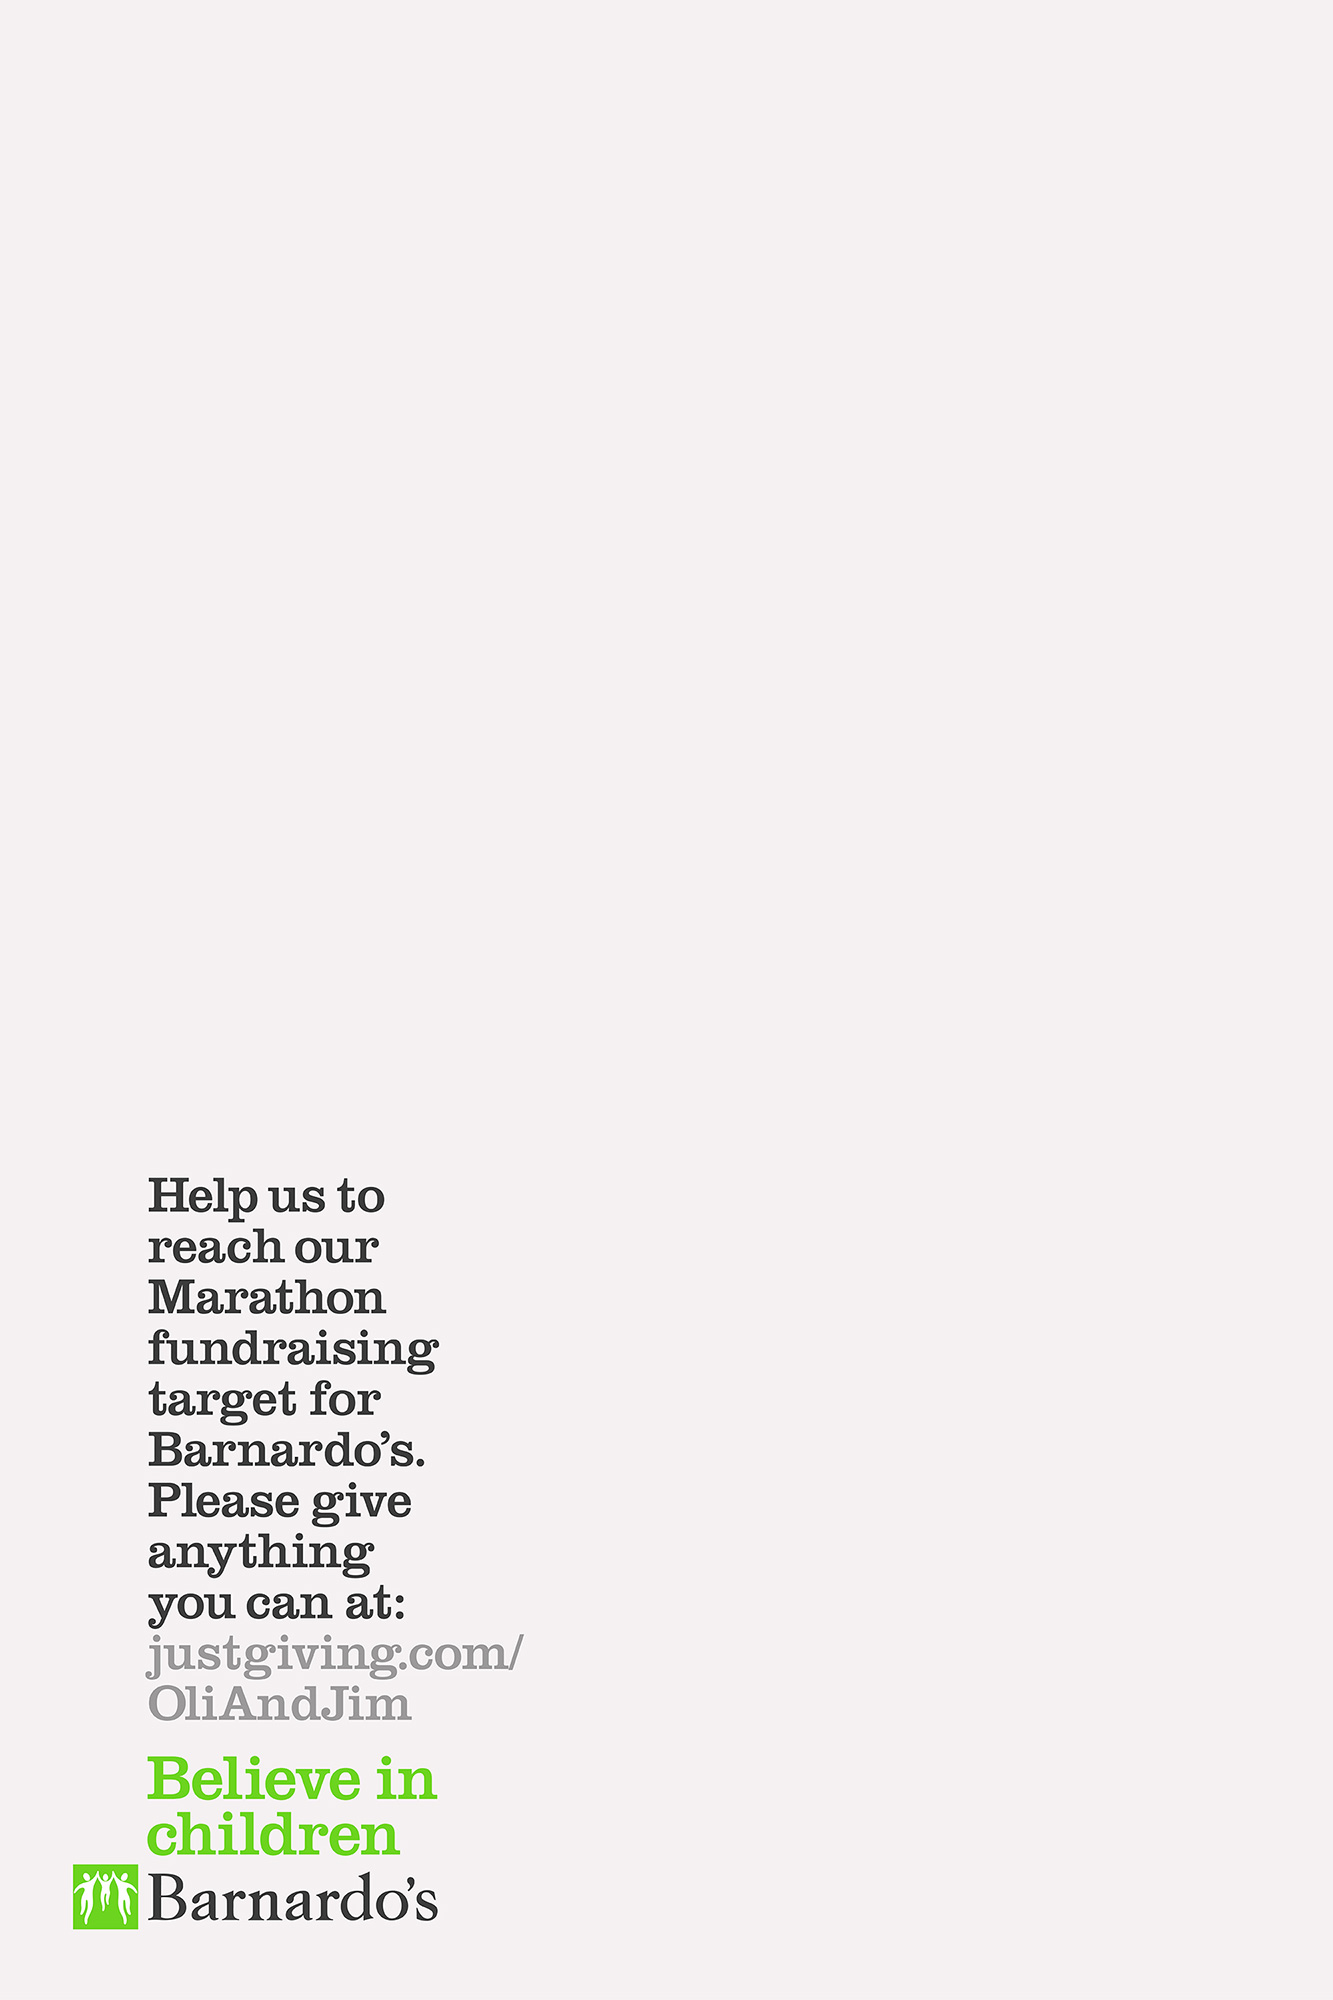 Help us to
reach our
Marathon
fundraising
target for
Barnardo’s.
Please give
anything
you can at:
justgiving.com/
OliAndJim
Believe in
children
Barnardo’s